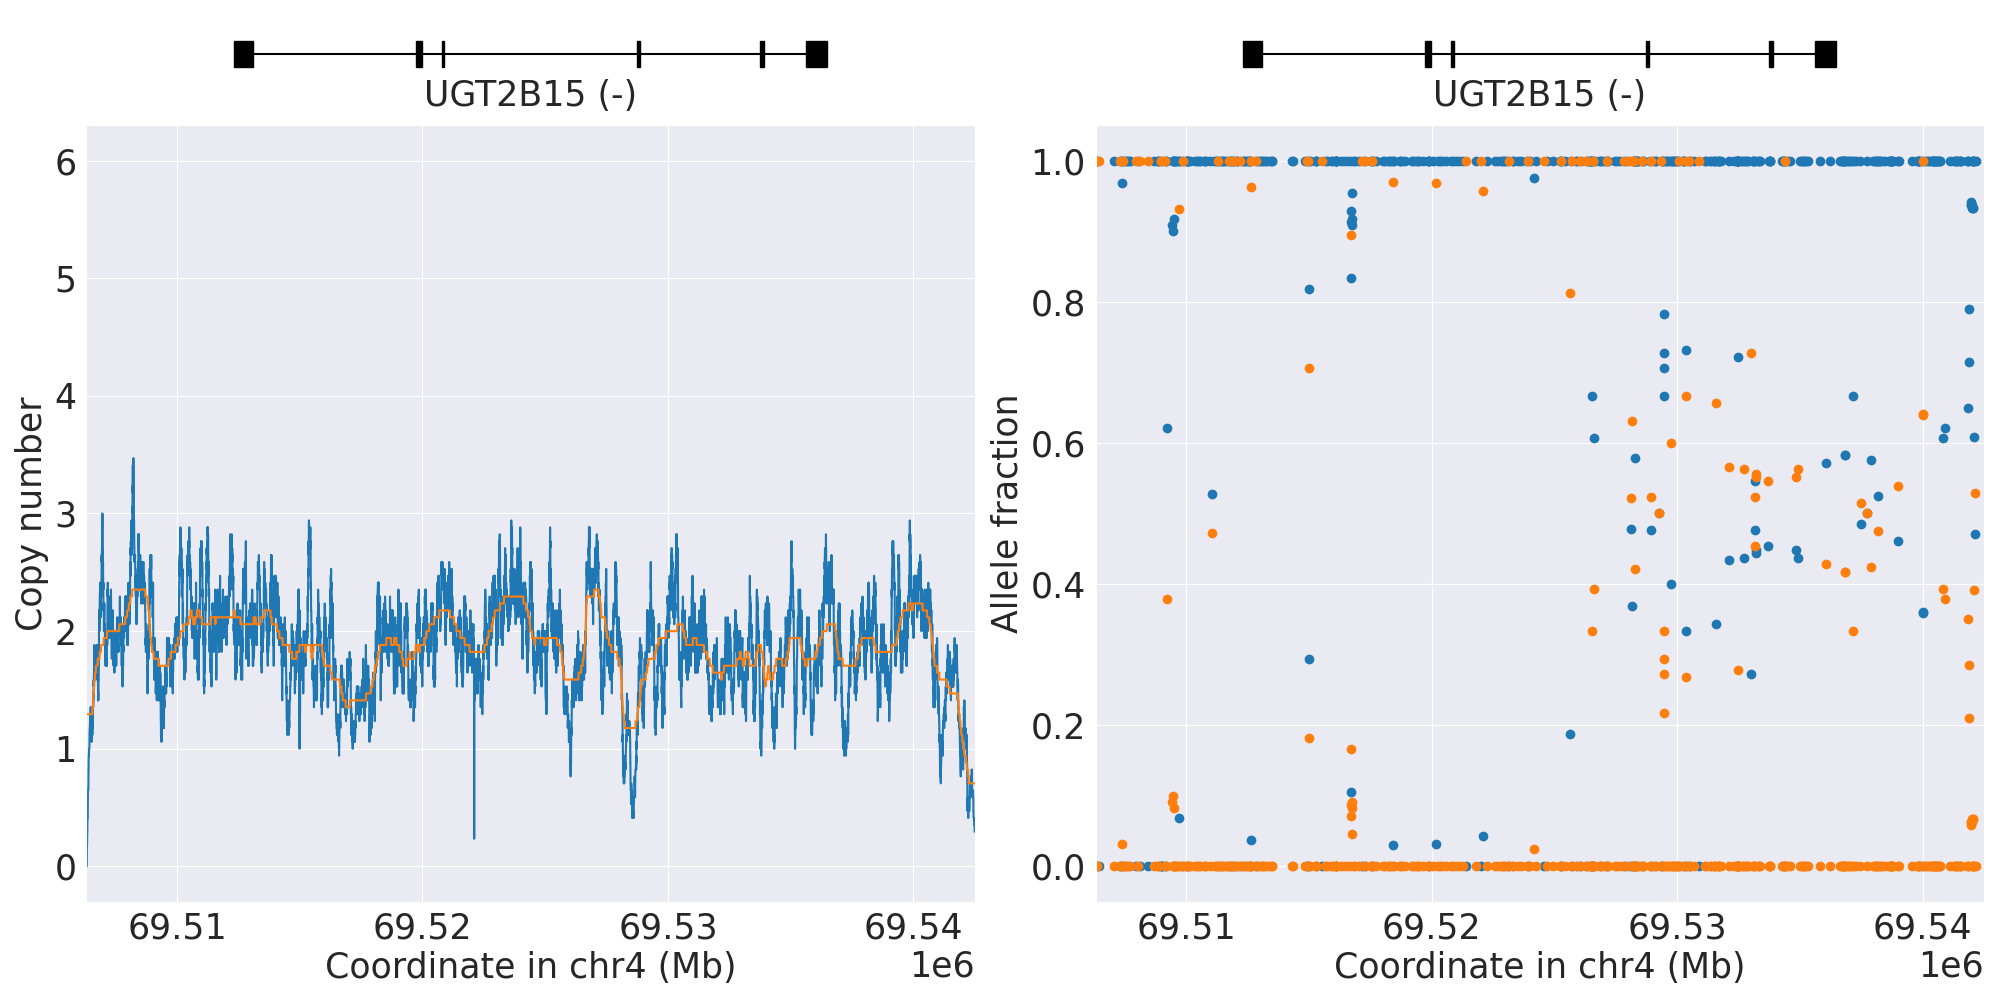 UGT2B15 (-)
6
5
4
3
2
1
0
Copy number
69.51 69.52 69.53 69.54
Coordinate in chr4 (Mb) 1e6
UGT2B15 (-)
1.0
0.8
0.6
0.4
0.2
0.0
Allele fraction
69.51 69.52 69.53 69.54
Coordinate in chr4 (Mb) 1e6